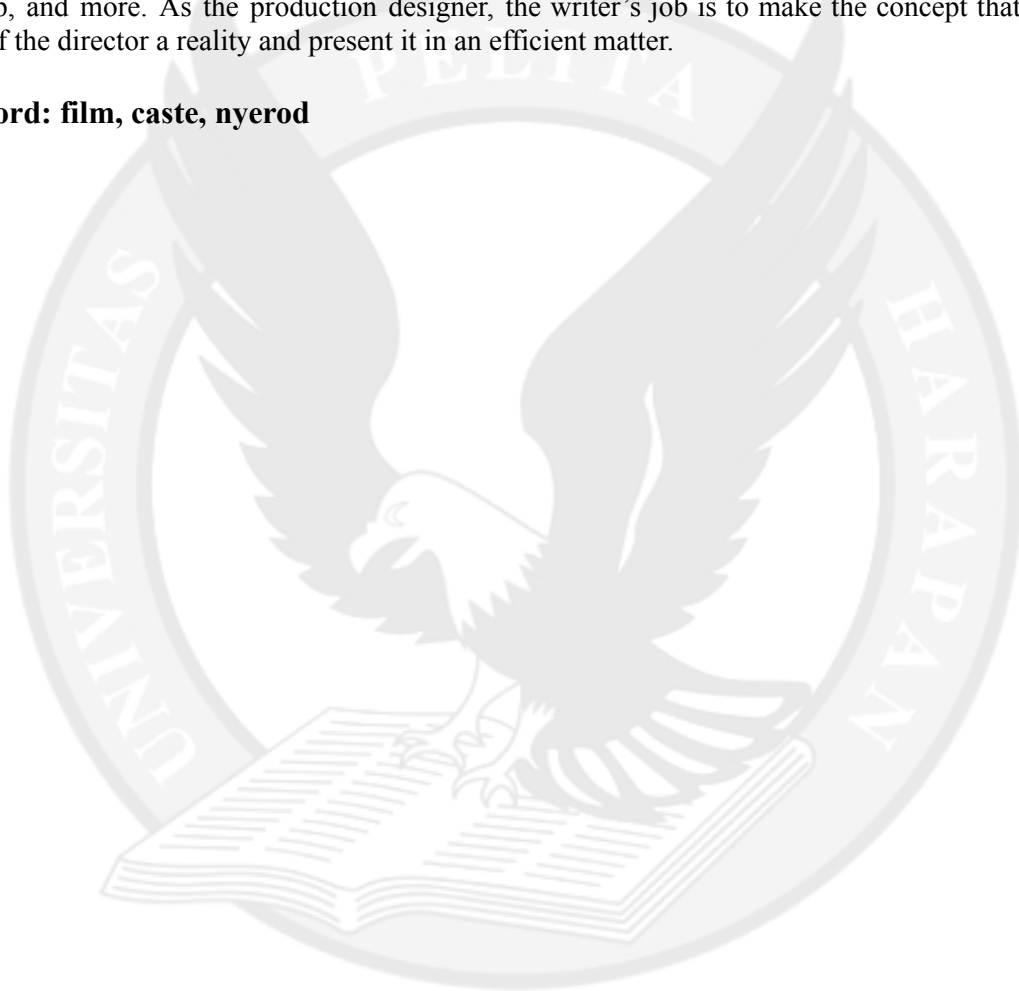 , and more. As the production designer, the writer’s job is to make the concept that
f the director a reality and present it in an efficient matter.
ord: film, caste, nyerod
UNIVERSITAS PELITA HARAPAN